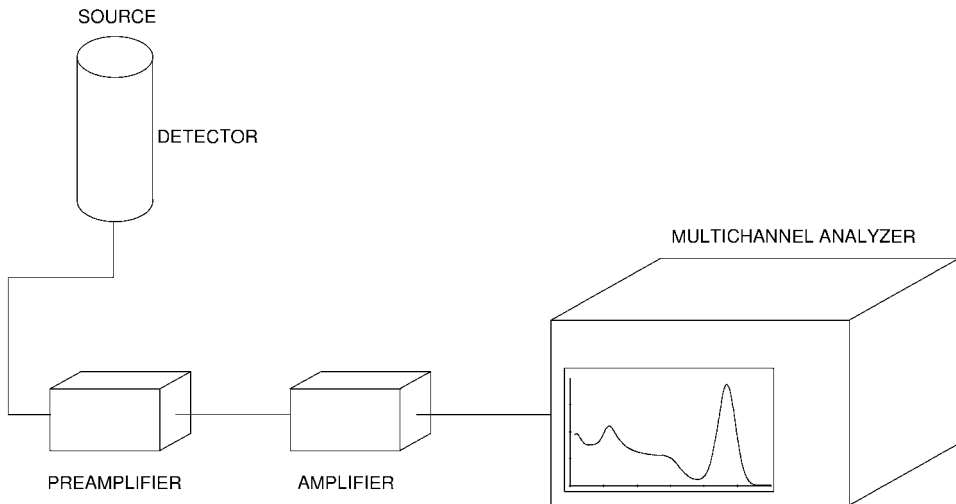 SOURCE
DETECTOR
MULTICHANNEL ANALYZER
PREAMPLIFIER
AMPLIFIER